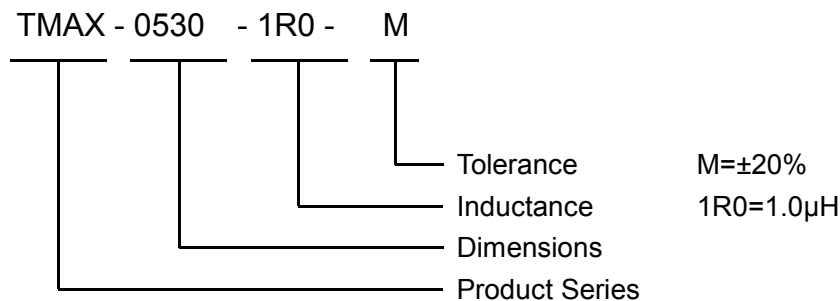 TMAX - 0530 - 1R0 - M
Tolerance M=±20%
Inductance 1R0=1.0µH
Dimensions
Product Series